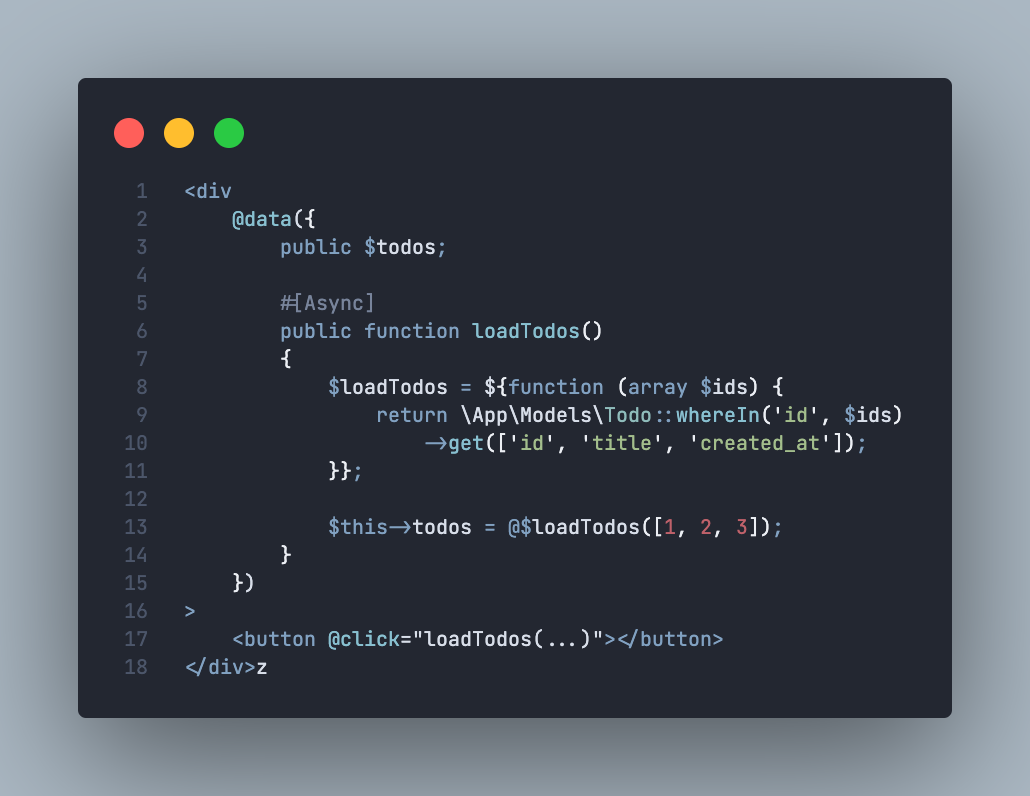 1 <div
2     @data({
3         public $todos;
4
5         #[Async]
6         public function loadTodos()
7         {
8             $loadTodos = ${function (array $ids) {
9                 return \App\Models\Todo::whereIn('id', $ids)
10                     ->get(['id', 'title', 'created_at']);
11             }};
12
13             $this->todos = @$loadTodos([1, 2, 3]);
14         }
15     })
16 >
17     <button @click="loadTodos(...)"></button>
18 </div>z